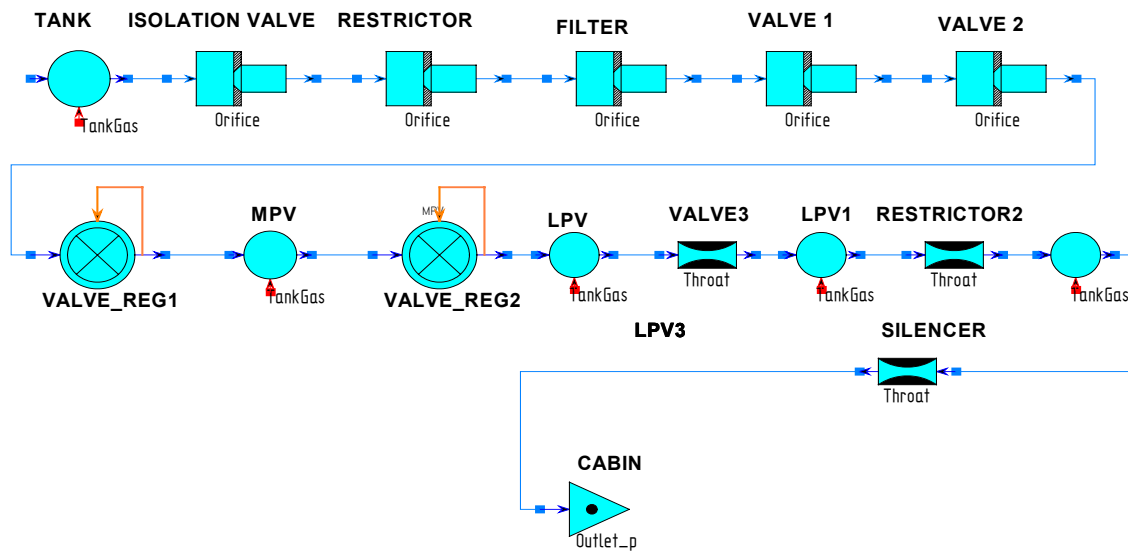 TANK
ISOLATION VALVE
RESTRICTOR
FILTER
VALVE 1
VALVE 2
TankGas
Orifice
Orifice
Orifice
Orifice
Orifice
MPV
MPV
LPV
VALVE3
LPV1
RESTRICTOR2
VALVE_REG1
TankGas
VALVE_REG2
TankGas
Throat
TankGas
Throat
TankGas
LPV3
SILENCER
Throat
CABIN
Outlet_p